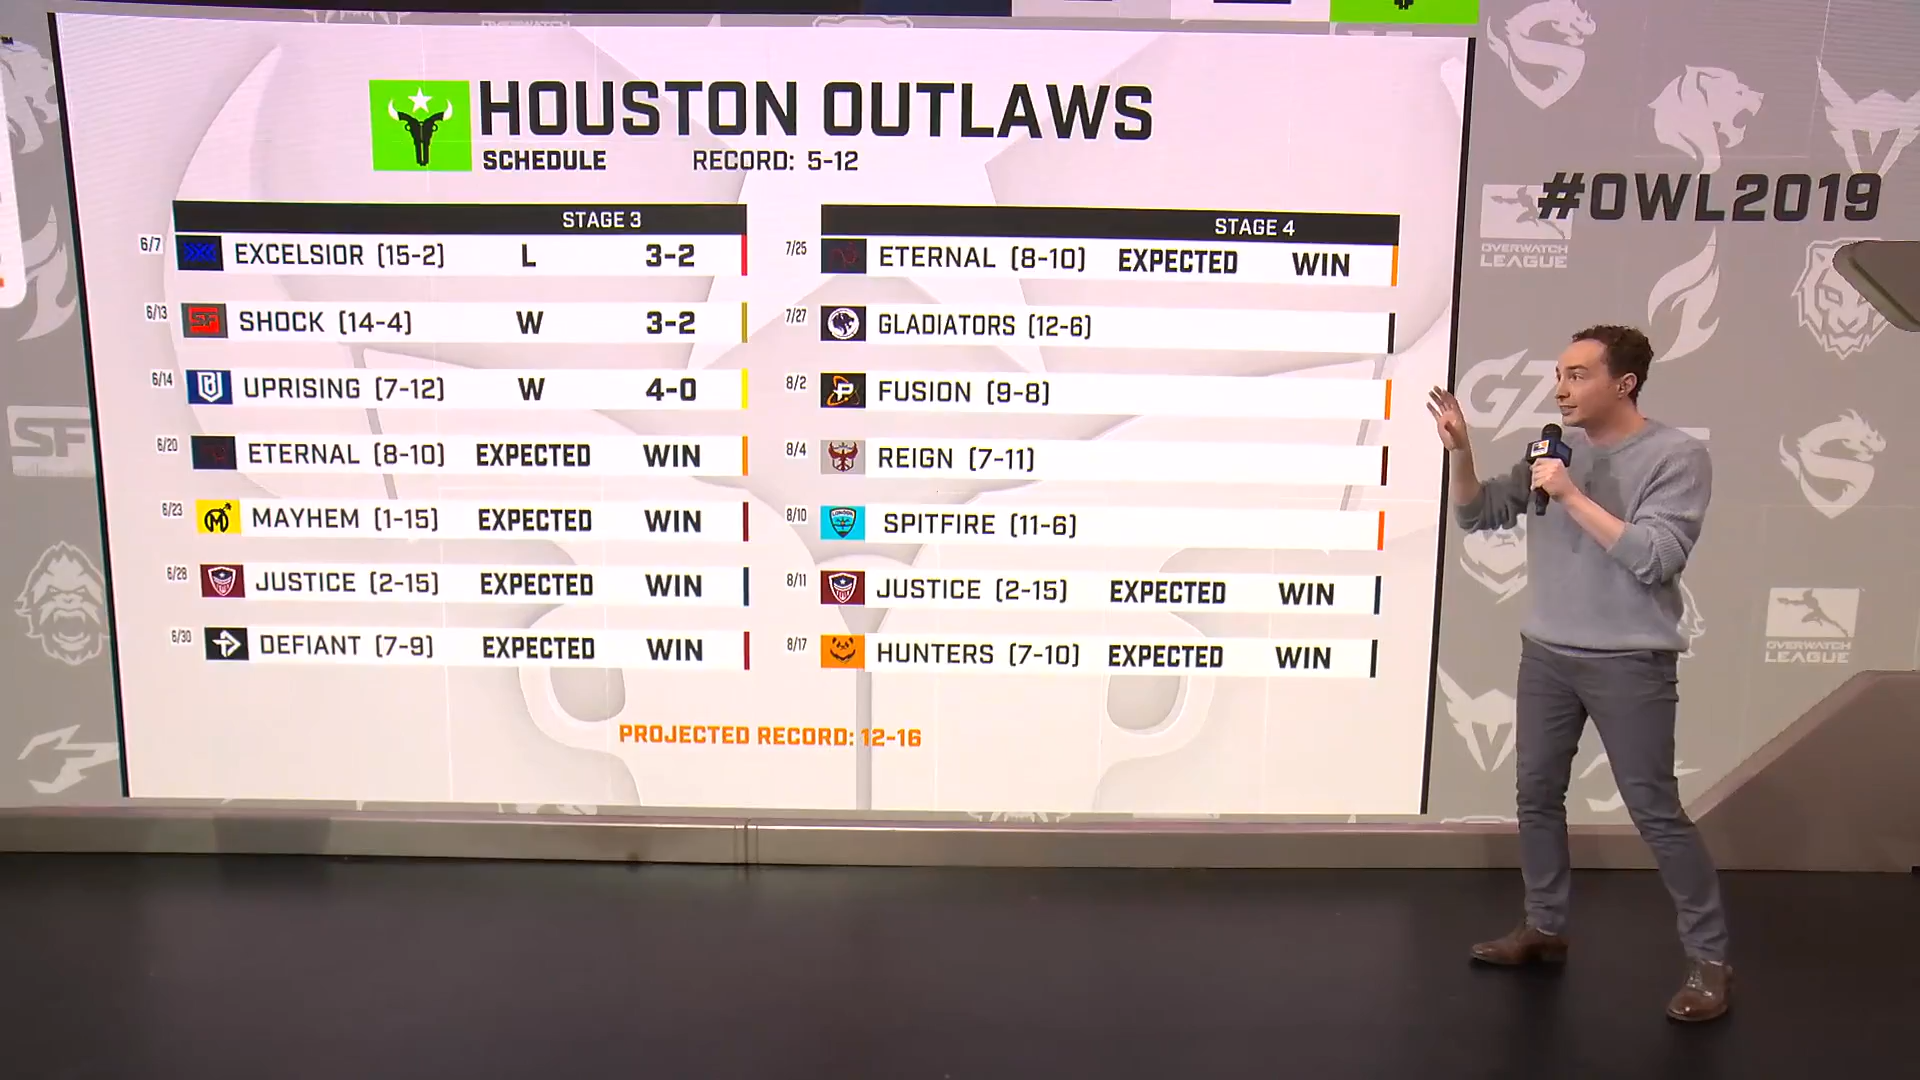 HOUSTON OUTLAWS
SCHEDULE RECORD: 5-12
STAGE 3
6/7 EXCELSIOR (15-2) L 3-2
6/13 SHOCK (14-4) W 3-2
6/14 UPRISING (7-12) W 4-0
6/20 ETERNAL (8-10) EXPECTED WIN
6/23 MAYHEM (1-15) EXPECTED WIN
6/28 JUSTICE (2-15) EXPECTED WIN
6/30 DEFIANT (7-9) EXPECTED WIN
STAGE 4
7/25 ETERNAL (8-10) EXPECTED WIN
7/27 GLADIATORS (12-6)
8/2 FUSION (9-8)
8/4 REIGN (7-11)
8/10 LONDON SPITFIRE (11-6)
8/11 JUSTICE (2-15) EXPECTED WIN
8/17 HUNTERS (7-10) EXPECTED WIN
PROJECTED RECORD: 12-16
#OWL2019
OVERWATCH
LEAGUE
GZ
SF
OVERWATCH
LEAGUE